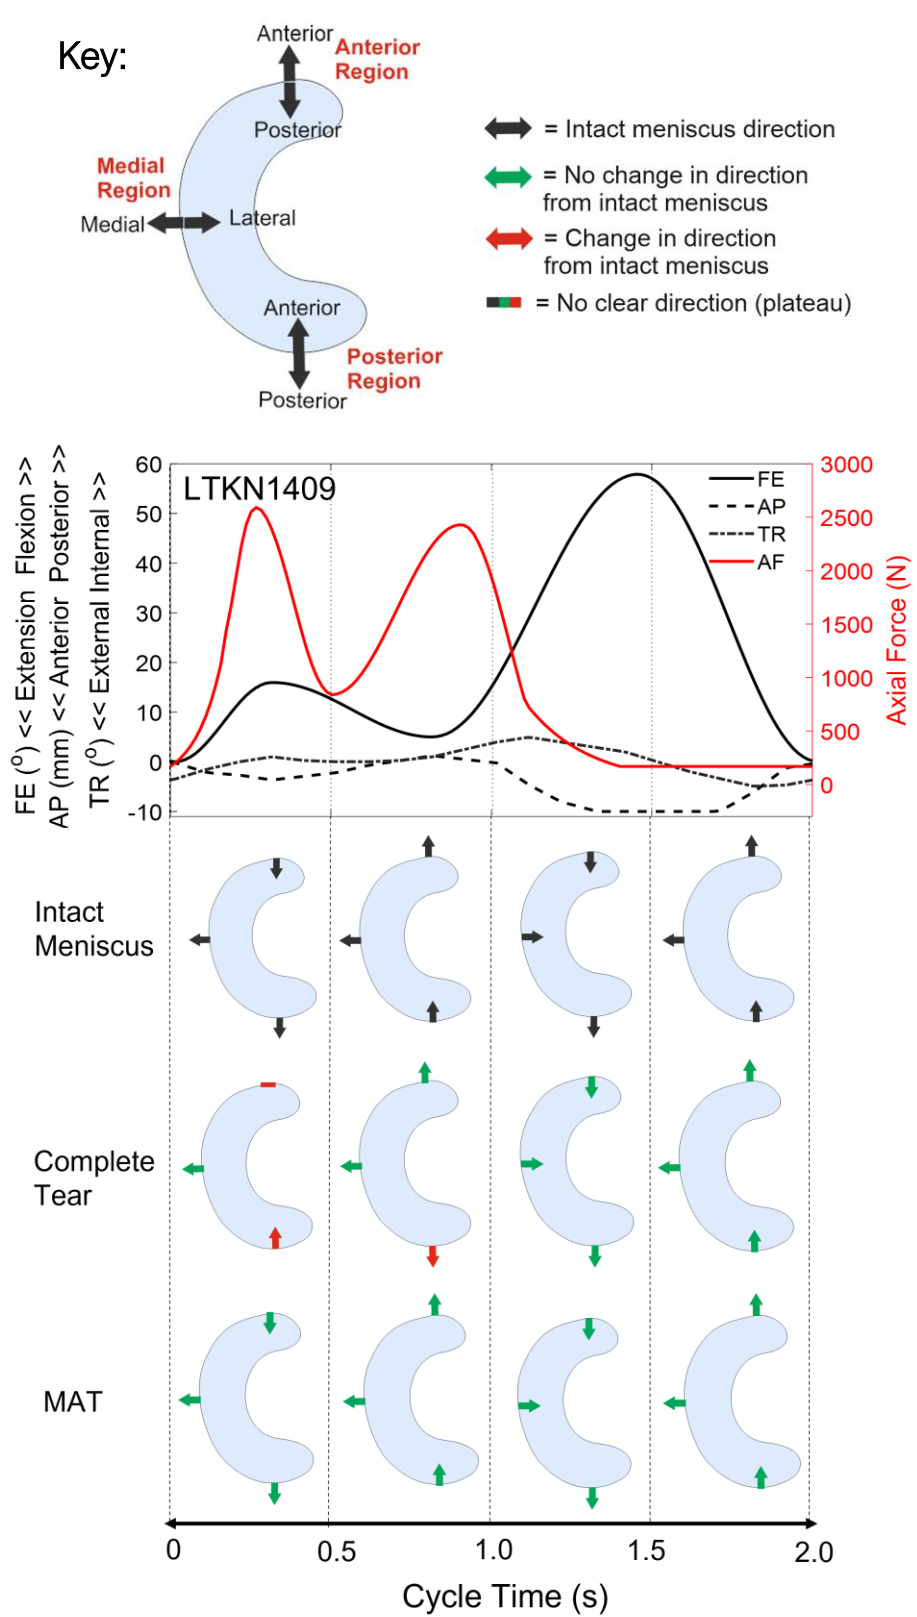 Key:
Anterior
Anterior
Region
Posterior
Medial
Region
Medial
Lateral
Anterior
Posterior
Region
Posterior
= Intact meniscus direction
= No change in direction
from intact meniscus
= Change in direction
from intact meniscus
= No clear direction (plateau)
FE (°) << Extension Flexion >>
AP (mm) << Anterior Posterior >>
TR (°) << External Internal >>
60
50
40
30
20
10
0
-10
LTKN1409
FE
AP
TR
AF
3000
2500
2000
1500
1000
500
0
Axial Force (N)
Intact
Meniscus
Complete
Tear
MAT
0
0.5
1.0
1.5
2.0
Cycle Time (s)